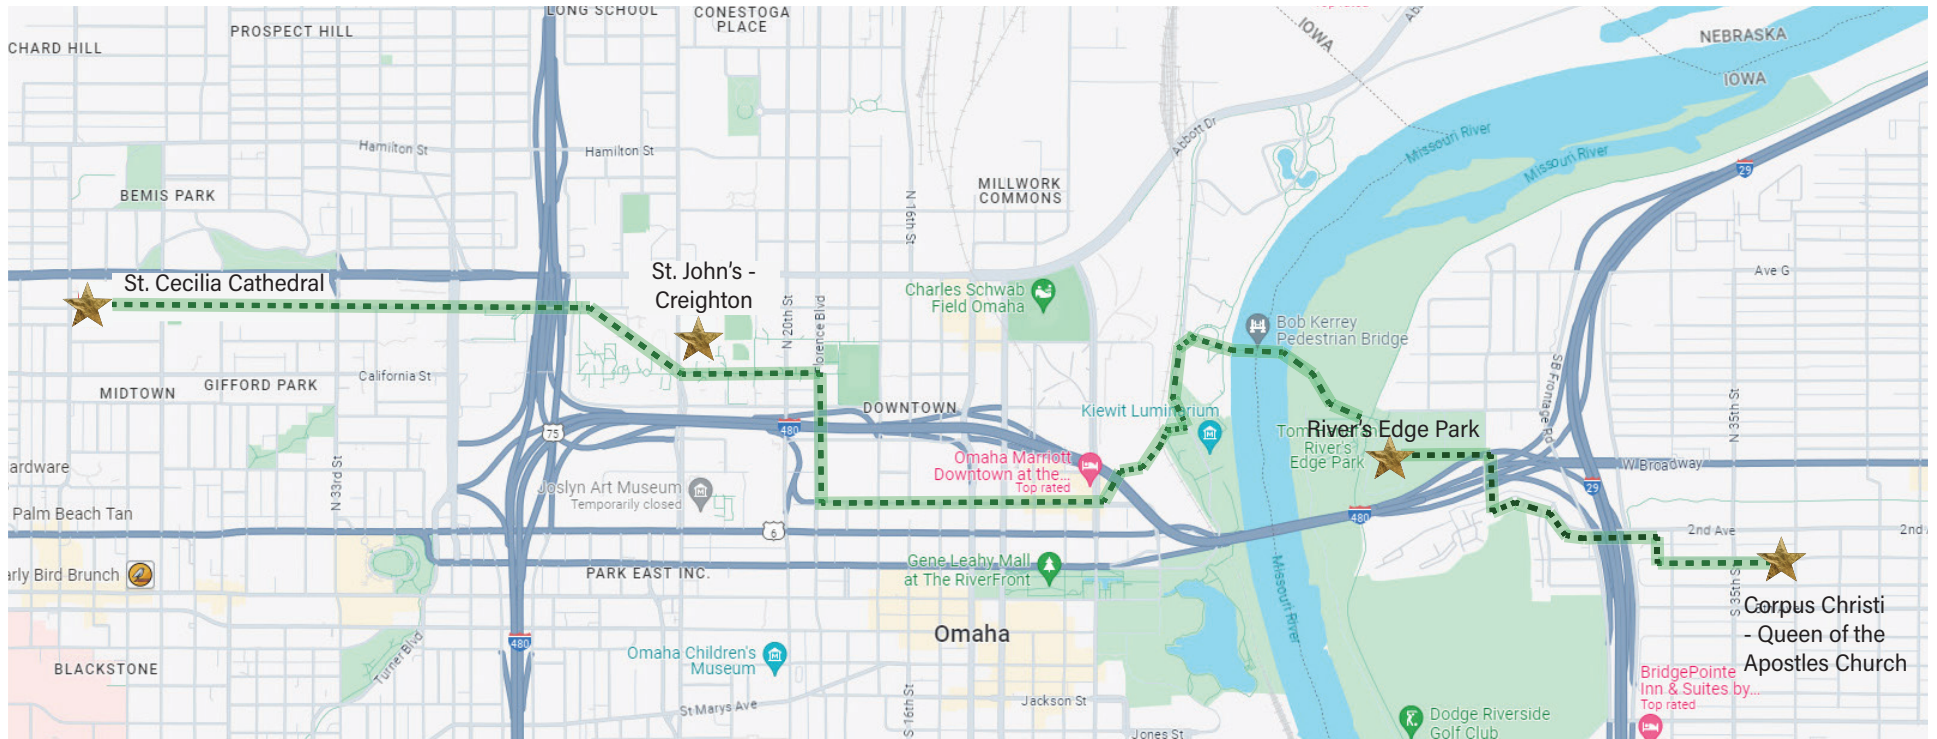 LONG SCHOOL
CONESTOGA
PLACE
IOWA
NEBRASKA
IOWA
PROSPECT HILL
CHARD HILL
Hamilton St
Hamilton St
Abbott Dr
Missouri River
Missouri River
29
BEMIS PARK
MILLWORK
COMMONS
N 16th St
St. Cecilia Cathedral
St. John's -
Creighton
Ave G
Charles Schwab
Field Omaha
N 20th St
Florence Blvd
Bob Kerrey
Pedestrian Bridge
MIDTOWN
GIFFORD PARK
California St
DOWNTOWN
Kiewit Luminarium
SB Frontage Rd
N 35th St
75
480
River's Edge Park
River's
Edge Park
ardware
N 33rd St
Omaha Marriott
Downtown at the...
Top rated
W Broadway
29
Joslyn Art Museum
Temporarily closed
Palm Beach Tan
6
480
2nd Ave
2nd
arly Bird Brunch
PARK EAST INC.
Gene Leahy Mall
at The RiverFront
Missouri River
S 35th St
Corpus Christi
- Queen of the
Apostles Church
480
Omaha
BLACKSTONE
Turner Blvd
Omaha Children's
Museum
BridgePointe
Inn & Suites by...
Top rated
St Marys Ave
S 16th St
Jackson St
Jones St
Dodge Riverside
Golf Club